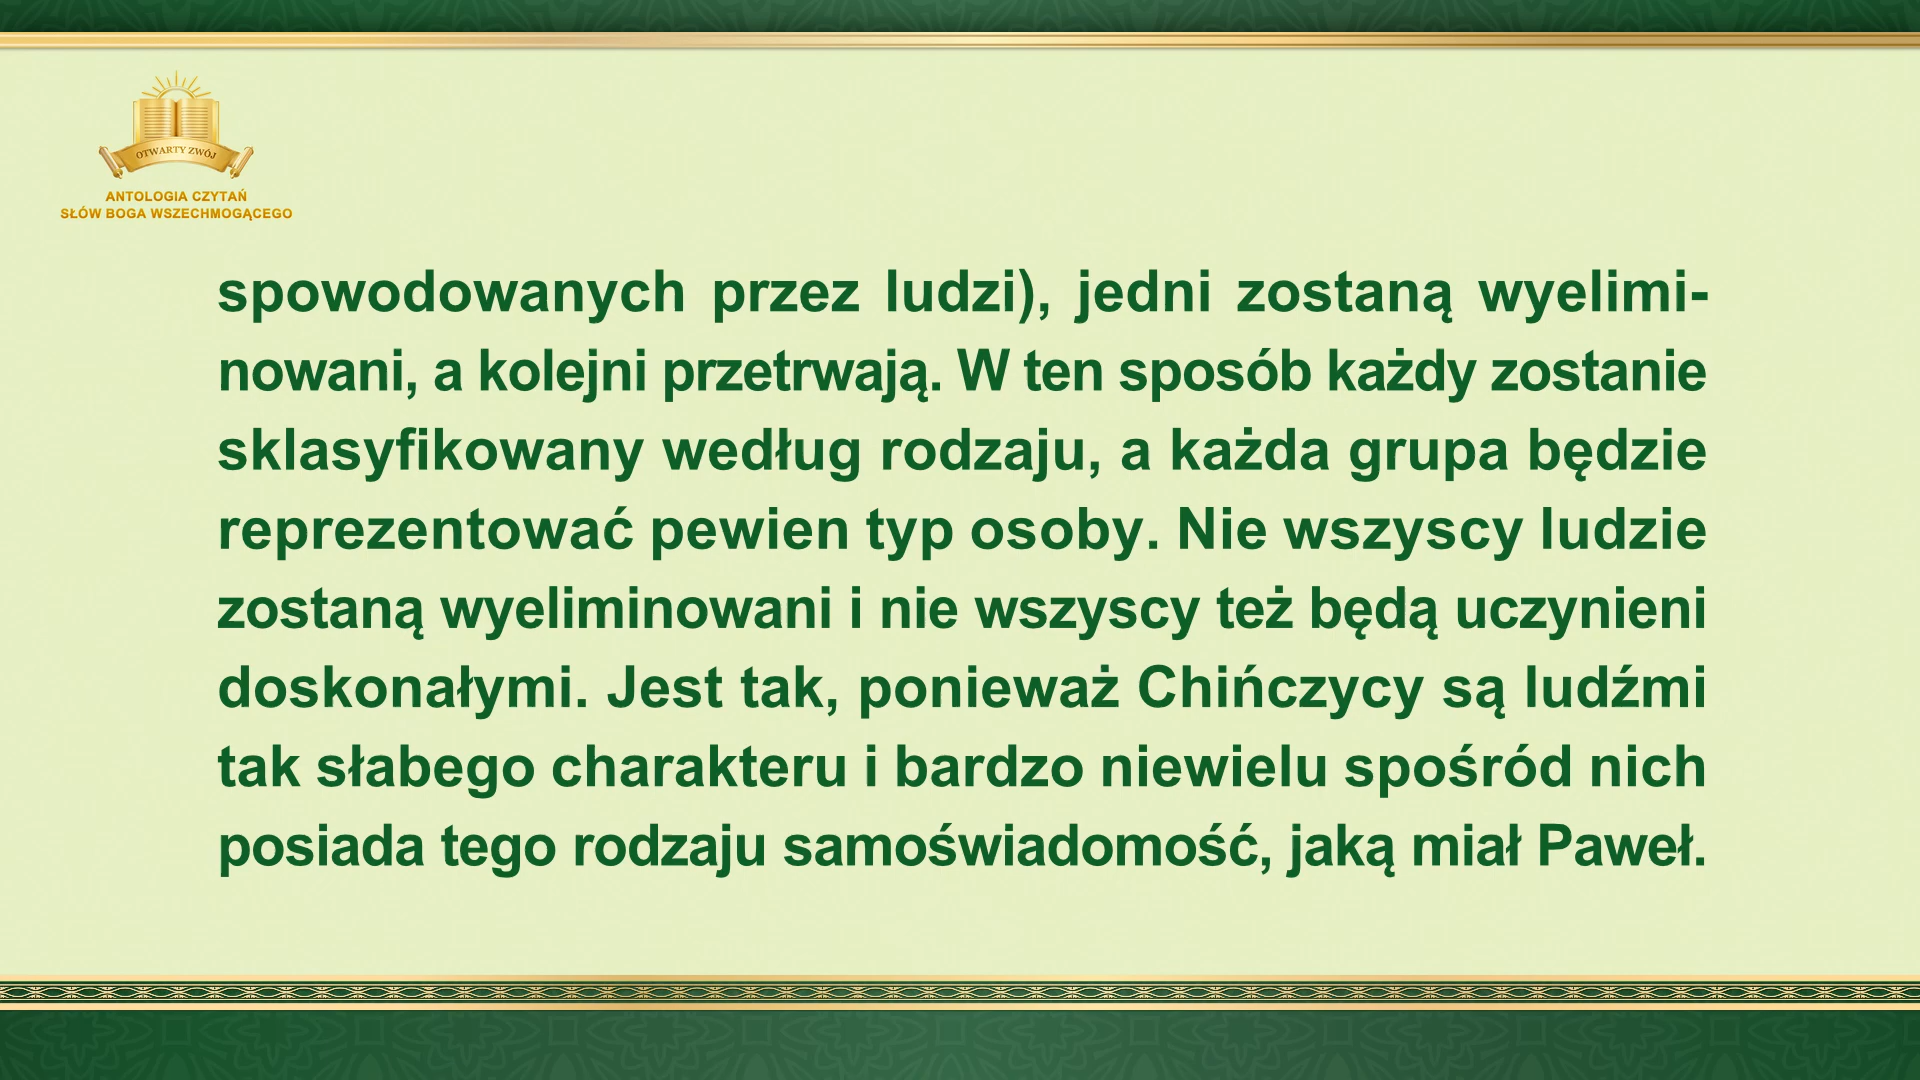 OTWARTY ZWÓJ
ANTOLOGIA CZYTAŃ
SŁÓW BOGA WSZECHMOGĄCEGO
spowodowanych przez ludzi), jedni zostaną wyelimi-
nowani, a kolejni przetrwają. W ten sposób każdy zostanie
sklasyfikowany według rodzaju, a każda grupa będzie
reprezentować pewien typ osoby. Nie wszyscy ludzie
zostaną wyeliminowani i nie wszyscy też będą uczynieni
doskonałymi. Jest tak, ponieważ Chińczycy są ludźmi
tak słabego charakteru i bardzo niewielu spośród nich
posiada tego rodzaju samoświadomość, jaką miał Paweł.